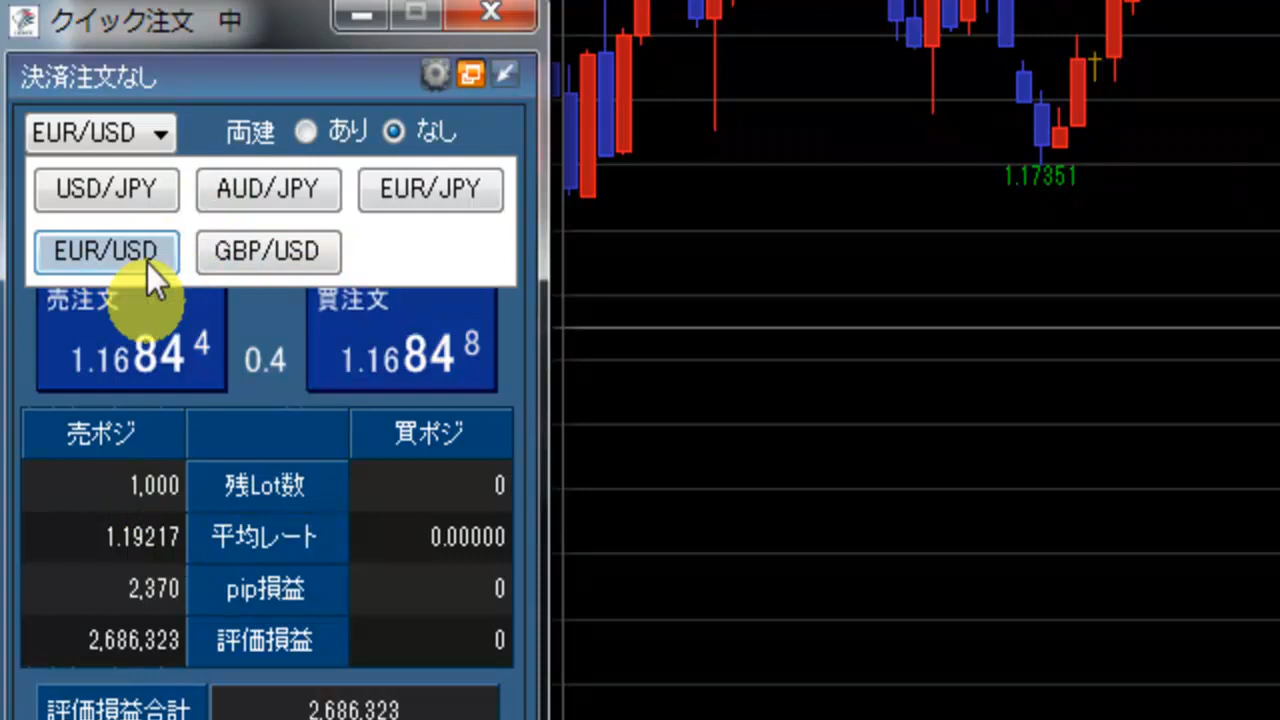 クイック注文 中
決済注文なし
EUR/USD 両建 あり なし
USD/JPY AUD/JPY EUR/JPY
EUR/USD GBP/USD
売注文 買注文
1.16844 0.4 1.16848
売ポジ 買ポジ
1,000 残Lot数 0
1.19217 平均レート 0.00000
2,370 pip損益 0
2,686,323 評価損益 0
評価損益合計 2,686,323
1.17351